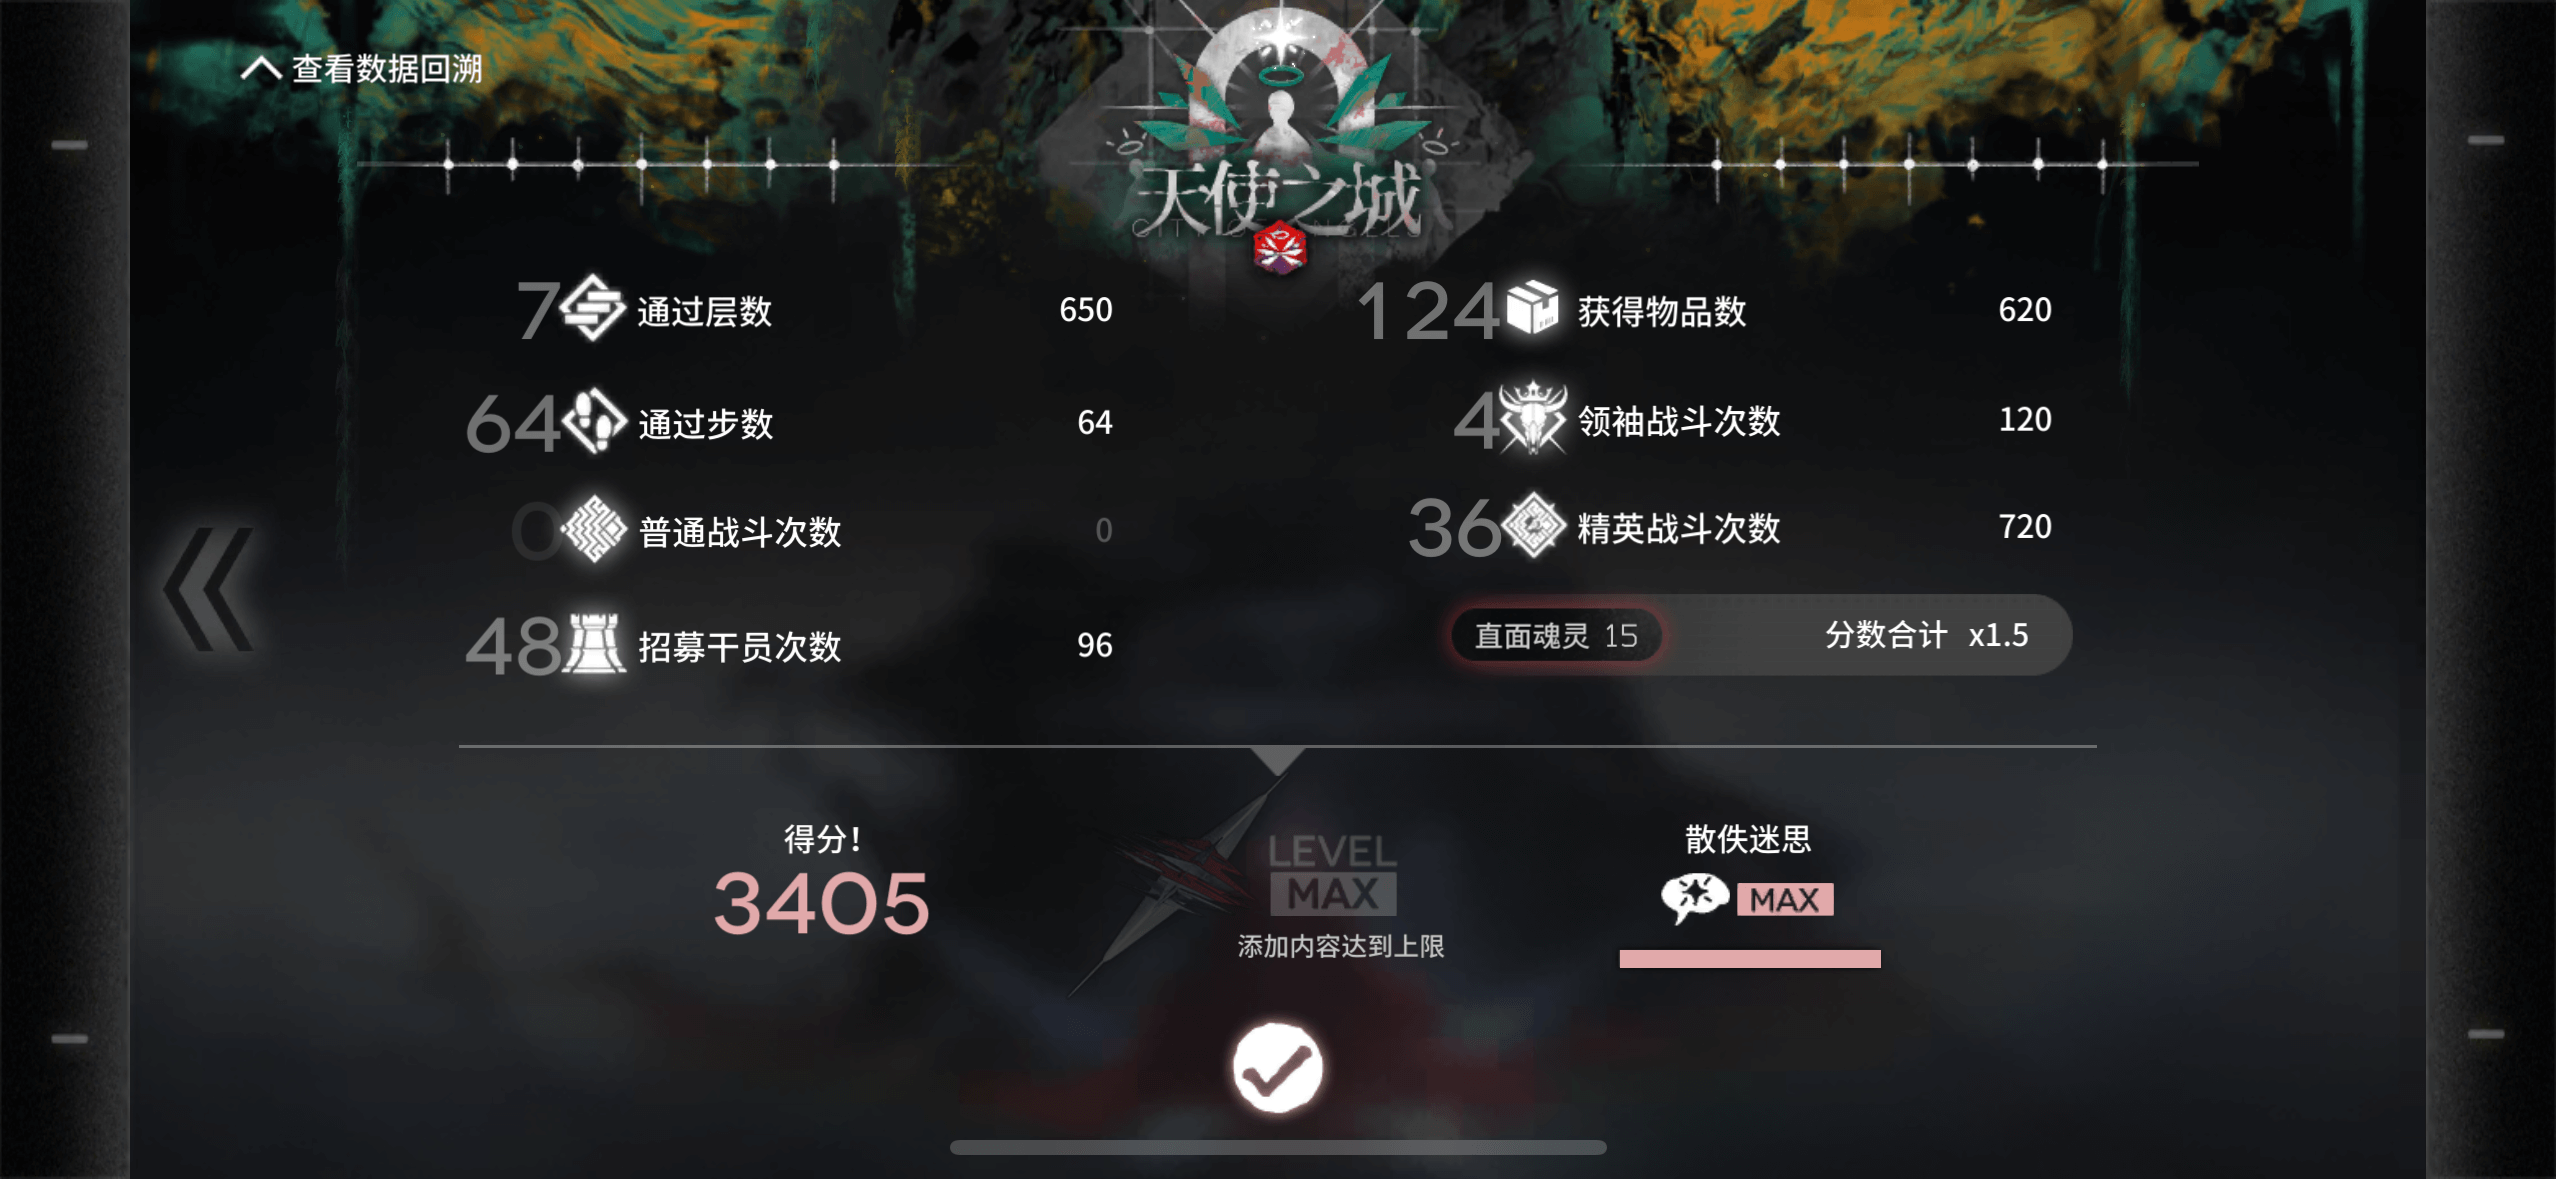 查看数据回溯
天使之城
CITY OF ANGELS
7 通过层数 650
64 通过步数 64
0 普通战斗次数 0
48 招募干员次数 96
124 获得物品数 620
4 领袖战斗次数 120
36 精英战斗次数 720
直面魂灵 15 分数合计 x1.5
得分!
3405
LEVEL
MAX
添加内容达到上限
散佚迷思
MAX